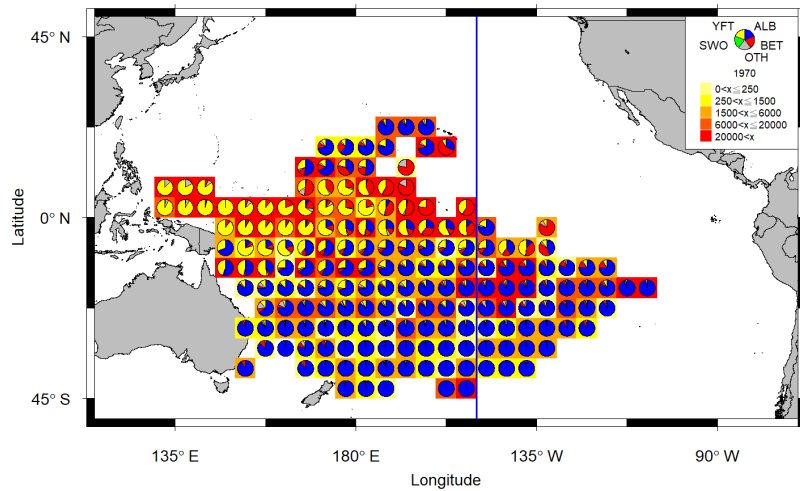 45° N
0° N
45° S
Latitude
135° E
180° E
135° W
90° W
Longitude
YFT ALB
SWO BET
OTH
1970
0<x≦250
250<x≦1500
1500<x≦6000
6000<x≦20000
20000<x